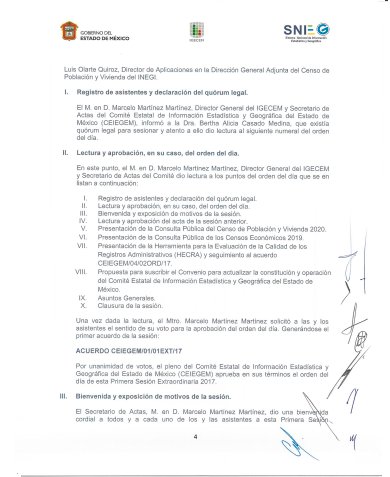 GOBIERNO DEL
ESTADO DE MÉXICO
IGECEM
SNIEG
Luis Olarte Quiroz, Director de Aplicaciones en la Dirección General Adjunta del Censo de
Población y Vivienda del INEGI.
I. Registro de asistentes y declaración del quórum legal.
El M. en D. Marcelo Martínez Martínez, Director General del IGECEM y Secretario de
Actas del Comité Estatal de Información Estadística y Geográfica del Estado de
México (CEIEGEM), informó a la Dra. Bertha Alicia Casado Medina, que existía
quórum legal para sesionar y atento a ello dio lectura al siguiente numeral del orden
del día.
II. Lectura y aprobación, en su caso, del orden del día.
En este punto, el M. en D. Marcelo Martínez Martínez, Director General del IGECEM
y Secretario de Actas del Comité dio lectura a los puntos del orden del día que se en
listan a continuación:
I. Registro de asistentes y declaración del quórum legal.
II. Lectura y aprobación, en su caso, del orden del día.
III. Bienvenida y exposición de motivos de la sesión.
IV. Lectura y aprobación del acta de la sesión anterior.
V. Presentación de la Consulta Pública del Censo de Población y Vivienda 2020.
VI. Presentación de la Consulta Pública de los Censos Económicos 2019.
VII. Presentación de la Herramienta para la Evaluación de la Calidad de los
Registros Administrativos (HECRA) y seguimiento al acuerdo
CEIEGEM/04/02ORD/17.
VIII. Propuesta para suscribir el Convenio para actualizar la constitución y operación
del Comité Estatal de Información Estadística y Geográfica del Estado de
México.
IX. Asuntos Generales.
X. Clausura de la sesión.
Una vez dada la lectura, el Mtro. Marcelo Martínez Martínez solicitó a las y los
asistentes el sentido de su voto para la aprobación del orden del día. Generándose el
primer acuerdo de la sesión:
ACUERDO CEIEGEM/01/01EXT/17
Por unanimidad de votos, el pleno del Comité Estatal de Información Estadística y
Geográfica del Estado de México (CEIEGEM) aprueba en sus términos el orden del
día de esta Primera Sesión Extraordinaria 2017.
III. Bienvenida y exposición de motivos de la sesión.
El Secretario de Actas, M. en D. Marcelo Martínez Martínez, dio una bienvenida
cordial a todos y a cada uno de los y las asistentes a esta Primera Sesión
4